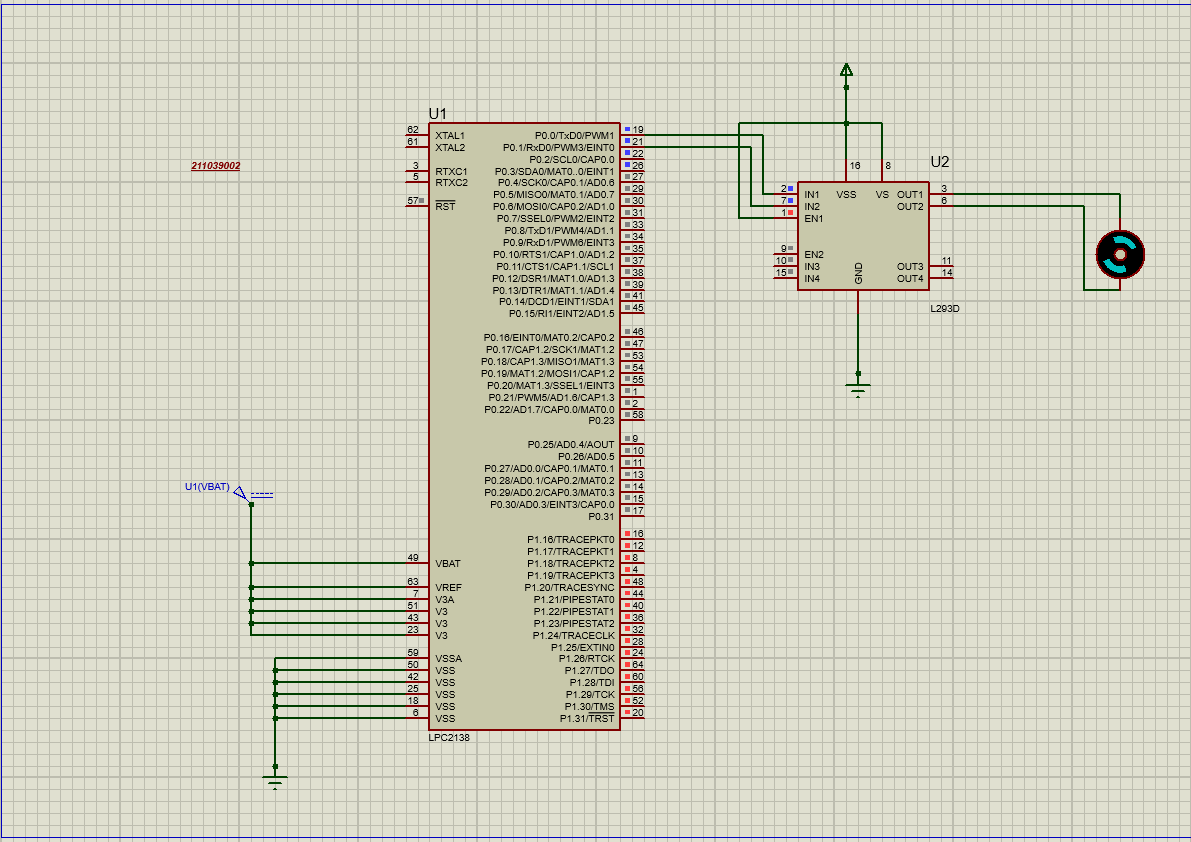 211039002
U1
62 XTAL1
61 XTAL2
3 RTXC1
5 RTXC2
57 RST
49 VBAT
63 VREF
7 V3A
51 V3
43 V3
23 V3
59 VSSA
50 VSS
42 VSS
25 VSS
18 VSS
6 VSS
P0.0/TxD0/PWM1 19
P0.1/RxD0/PWM3/EINT0 21
P0.2/SCL0/CAP0.0 22
P0.3/SDA0/MAT0..0/EINT1 26
P0.4/SCK0/CAP0.1/AD0.6 27
P0.5/MISO0/MAT0.1/AD0.7 29
P0.6/MOSI0/CAP0.2/AD1.0 30
P0.7/SSEL0/PWM2/EINT2 31
P0.8/TxD1/PWM4/AD1.1 33
P0.9/RxD1/PWM6/EINT3 34
P0.10/RTS1/CAP1.0/AD1.2 35
P0.11/CTS1/CAP1.1/SCL1 37
P0.12/DSR1/MAT1.0/AD1.3 38
P0.13/DTR1/MAT1.1/AD1.4 39
P0.14/DCD1/EINT1/SDA1 41
P0.15/RI1/EINT2/AD1.5 45
P0.16/EINT0/MAT0.2/CAP0.2 46
P0.17/CAP1.2/SCK1/MAT1.2 47
P0.18/CAP1.3/MISO1/MAT1.3 53
P0.19/MAT1.2/MOSI1/CAP1.2 54
P0.20/MAT1.3/SSEL1/EINT3 55
P0.21/PWM5/AD1.6/CAP1.3 1
P0.22/AD1.7/CAP0.0/MAT0.0 2
P0.23 58
P0.25/AD0.4/AOUT 9
P0.26/AD0.5 10
P0.27/AD0.0/CAP0.1/MAT0.1 11
P0.28/AD0.1/CAP0.2/MAT0.2 13
P0.29/AD0.2/CAP0.3/MAT0.3 14
P0.30/AD0.3/EINT3/CAP0.0 15
P0.31 17
P1.16/TRACEPKT0 16
P1.17/TRACEPKT1 12
P1.18/TRACEPKT2 8
P1.19/TRACEPKT3 4
P1.20/TRACESYNC 48
P1.21/PIPESTAT0 44
P1.22/PIPESTAT1 40
P1.23/PIPESTAT2 36
P1.24/TRACECLK 32
P1.25/EXTIN0 28
P1.26/RTCK 24
P1.27/TDO 64
P1.28/TDI 60
P1.29/TCK 56
P1.30/TMS 52
P1.31/TRST 20
LPC2138
U1(VBAT)
U2
16 8
2 IN1 VSS VS OUT1 3
7 IN2 OUT2 6
1 EN1
9 EN2
10 IN3 OUT3 11
15 IN4 OUT4 14
GND
L293D